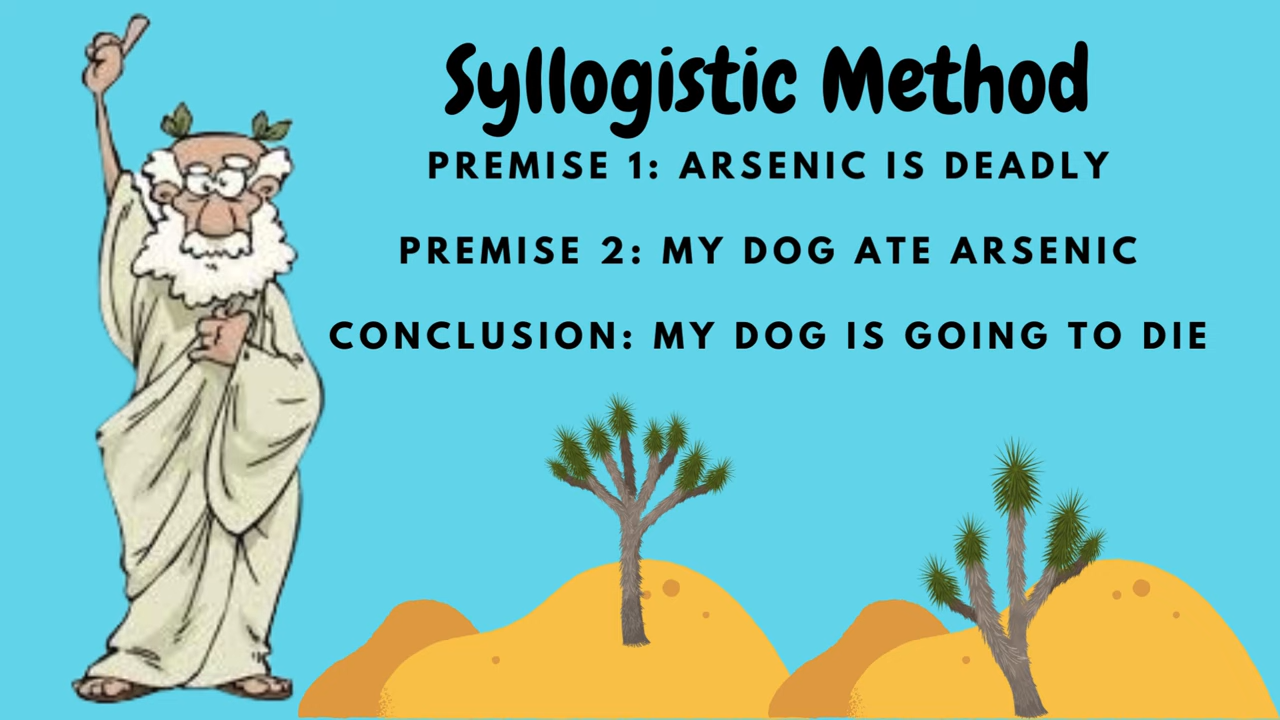 Syllogistic Method
PREMISE 1: ARSENIC IS DEADLY
PREMISE 2: MY DOG ATE ARSENIC
CONCLUSION: MY DOG IS GOING TO DIE